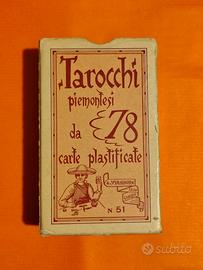 Tarocchi
piemontesi
da 78
carte plastificate
N 51
subito